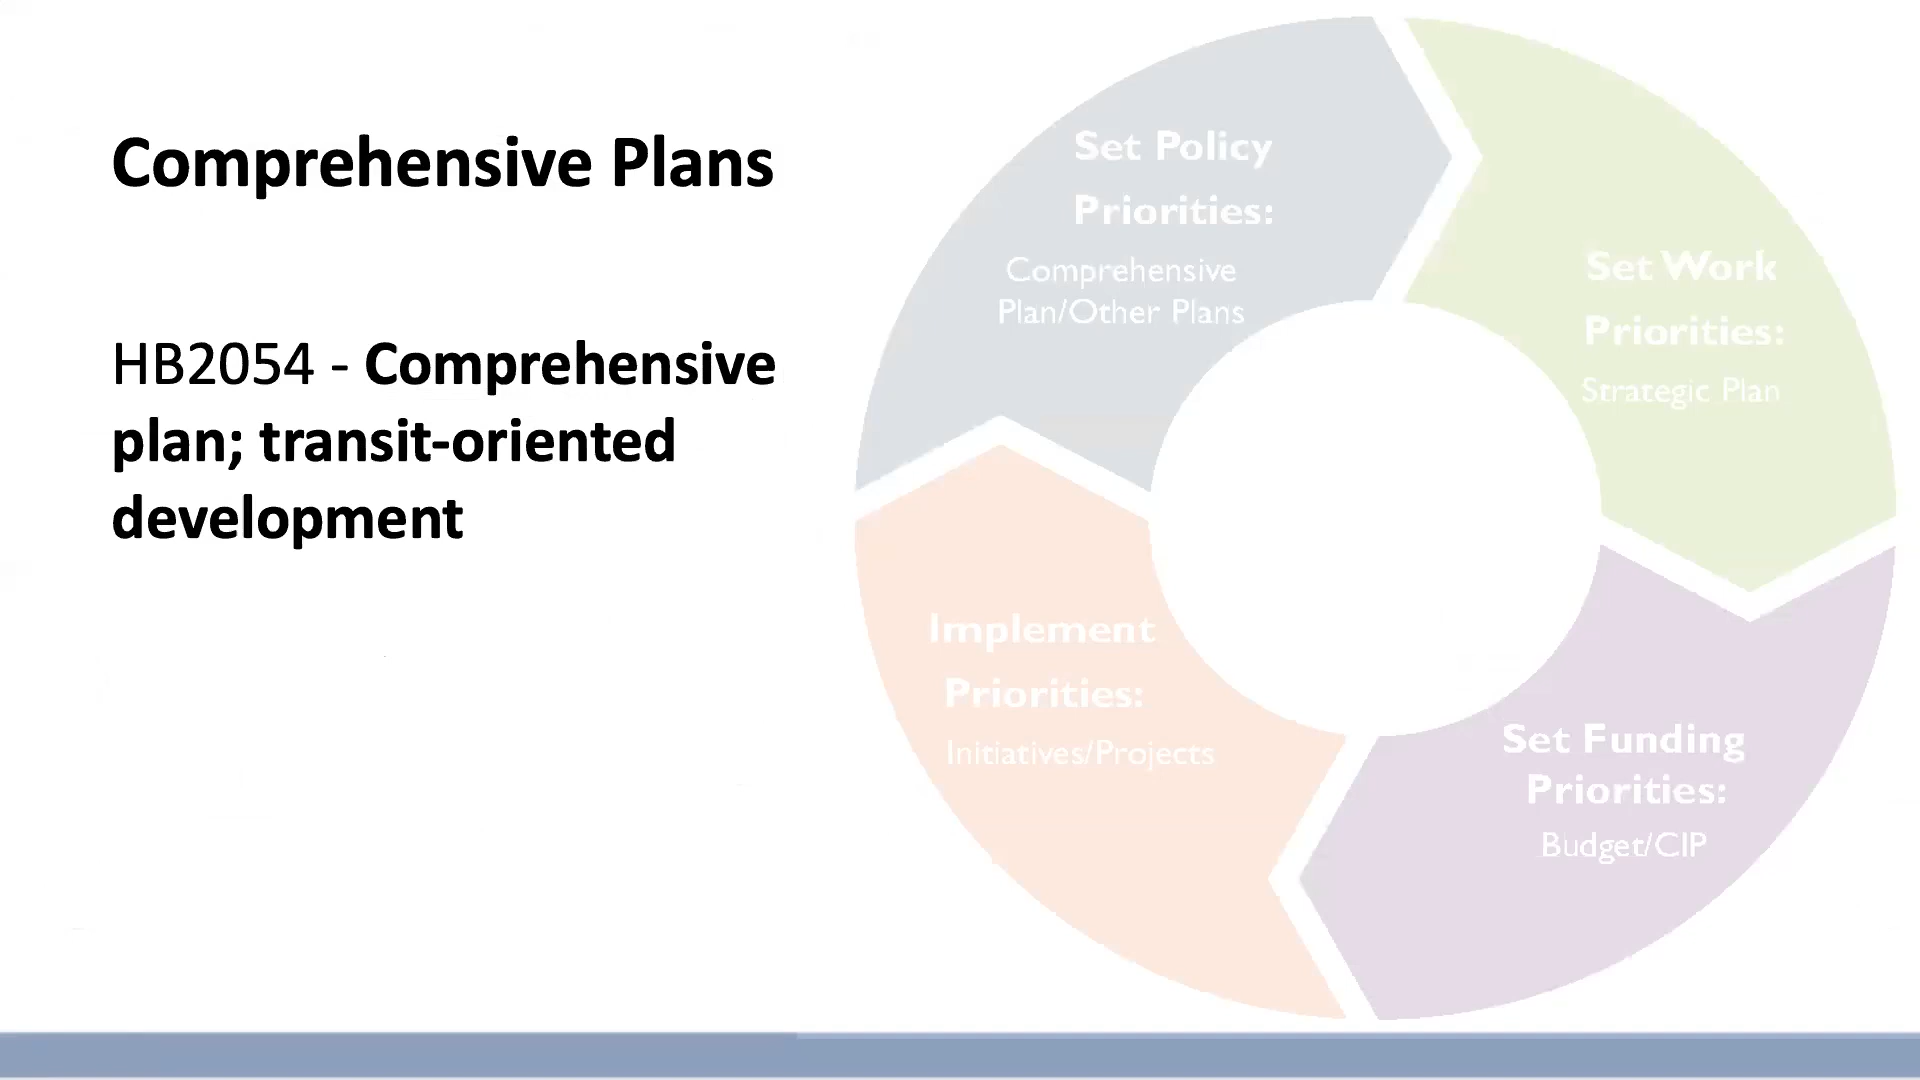 Comprehensive Plans
HB2054 - Comprehensive
plan; transit-oriented
development
Set Policy
Priorities:
Comprehensive
Plan/Other Plans
Set Work
Priorities:
Strategic Plan
Implement
Priorities:
Initiatives/Projects
Set Funding
Priorities:
Budget/CIP